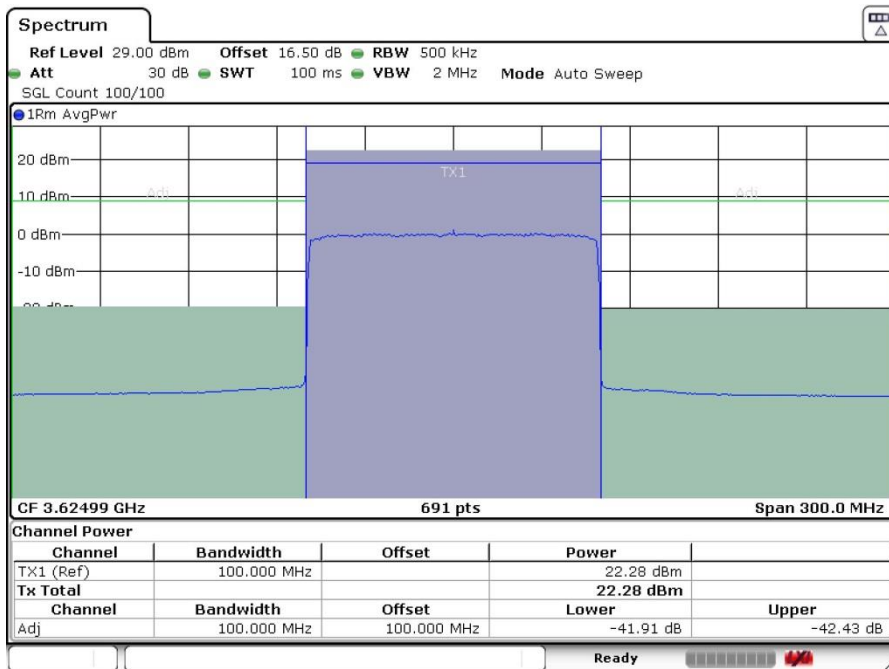 Spectrum
Ref Level 29.00 dBm Offset 16.50 dB RBW 500 kHz
Att 30 dB SWT 100 ms VBW 2 MHz Mode Auto Sweep
SGL Count 100/100
1Rm AvgPwr
20 dBm
TX1
10 dBm Adj Adj
0 dBm
-10 dBm
-20 dBm
CF 3.62499 GHz 691 pts Span 300.0 MHz
Channel Power
Channel Bandwidth Offset Power
TX1 (Ref) 100.000 MHz 22.28 dBm
Tx Total 22.28 dBm
Channel Bandwidth Offset Lower Upper
Adj 100.000 MHz 100.000 MHz -41.91 dB -42.43 dB
Ready